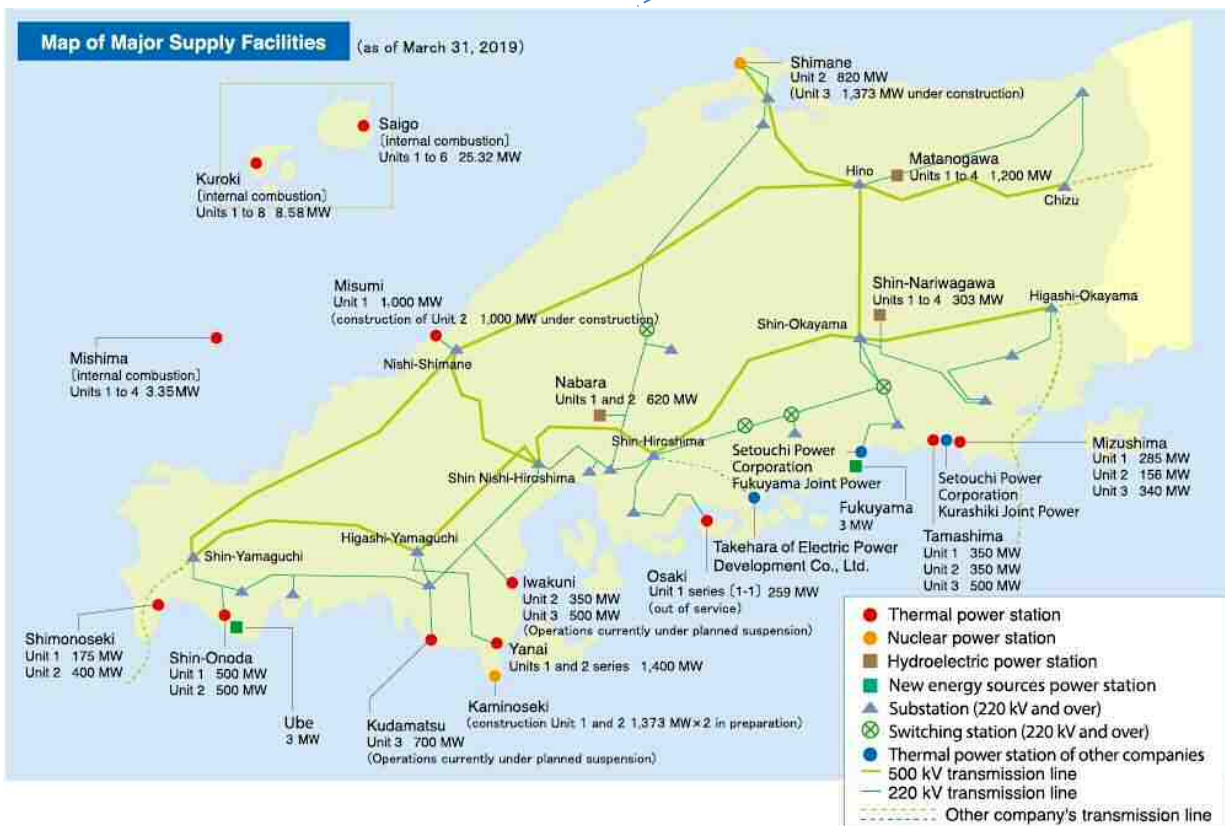 Map of Major Supply Facilities
(as of March 31, 2019)
Shimane
Unit 2 820 MW
(Unit 3 1,373 MW under construction)
Saigo
[internal combustion]
Units 1 to 6 25.32 MW
Kuroki
[internal combustion]
Units 1 to 8 8.58 MW
Matanogawa
Units 1 to 4 1,200 MW
Hino
Chizu
Misumi
Unit 1 1,000 MW
(construction of Unit 2 1,000 MW under construction)
Shin-Nariwagawa
Units 1 to 4 303 MW
Higashi-Okayama
Shin-Okayama
Mishima
[internal combustion]
Units 1 to 4 3.35 MW
Nishi-Shimane
Nabara
Units 1 and 2 620 MW
Shin-Hiroshima
Shin Nishi-Hiroshima
Setouchi Power
Corporation
Fukuyama Joint Power
Fukuyama
3 MW
Setouchi Power
Corporation
Kurashiki Joint Power
Mizushima
Unit 1 285 MW
Unit 2 156 MW
Unit 3 340 MW
Tamashima
Unit 1 350 MW
Unit 2 350 MW
Unit 3 500 MW
Takehara of Electric Power
Development Co., Ltd.
Osaki
Unit 1 series [1-1] 259 MW
(out of service)
Higashi-Yamaguchi
Shin-Yamaguchi
Iwakuni
Unit 2 350 MW
Unit 3 500 MW
(Operations currently under planned suspension)
Yanai
Units 1 and 2 series 1,400 MW
Shimonoseki
Unit 1 175 MW
Unit 2 400 MW
Shin-Onoda
Unit 1 500 MW
Unit 2 500 MW
Ube
3 MW
Kudamatsu
Unit 3 700 MW
(Operations currently under planned suspension)
Kaminoseki
(construction Unit 1 and 2 1,373 MW×2 in preparation)
Thermal power station
Nuclear power station
Hydroelectric power station
New energy sources power station
Substation (220 kV and over)
Switching station (220 kV and over)
Thermal power station of other companies
500 kV transmission line
220 kV transmission line
Other company's transmission line